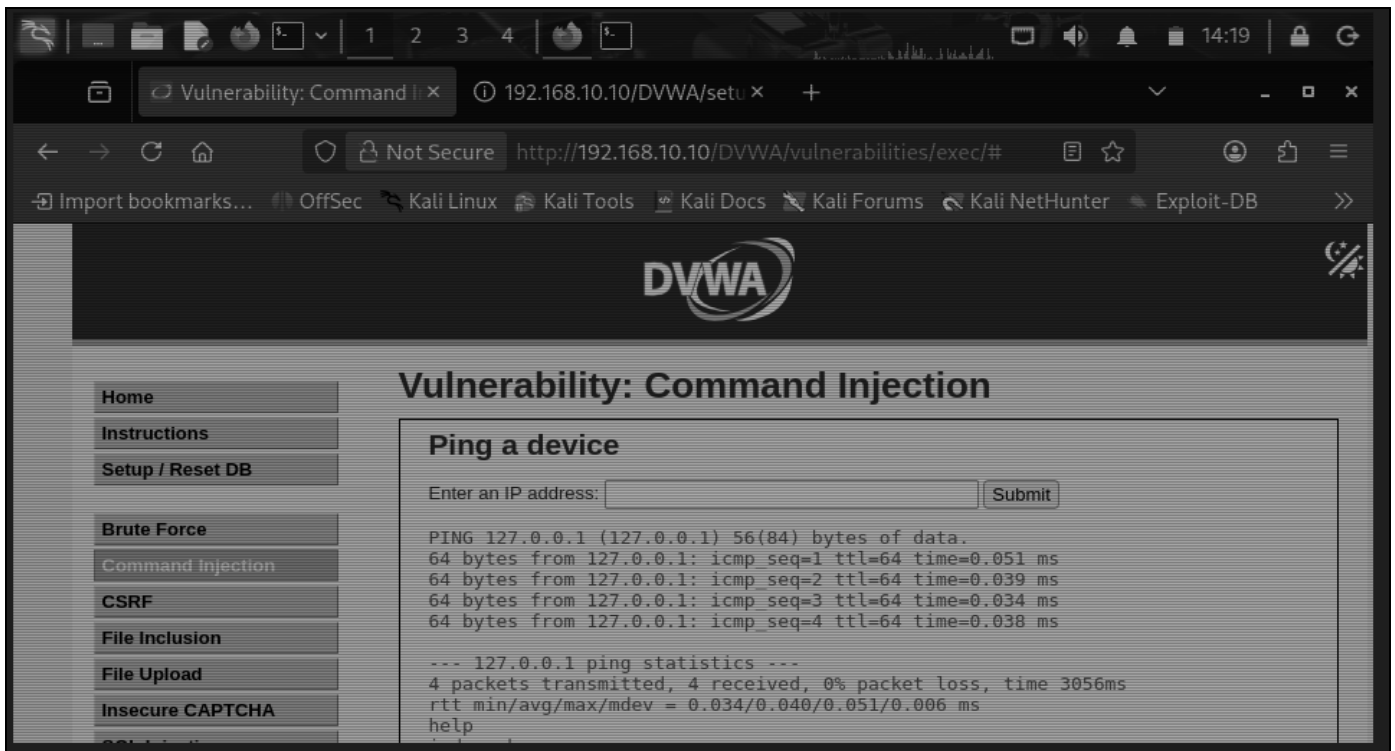 1 2 3 4 14:19
Vulnerability: Command I 192.168.10.10/DVWA/setu
Not Secure http://192.168.10.10/DVWA/vulnerabilities/exec/#
Import bookmarks... OffSec Kali Linux Kali Tools Kali Docs Kali Forums Kali NetHunter Exploit-DB
DVWA
Home
Instructions
Setup / Reset DB
Brute Force
Command Injection
CSRF
File Inclusion
File Upload
Insecure CAPTCHA
Vulnerability: Command Injection
Ping a device
Enter an IP address: Submit
PING 127.0.0.1 (127.0.0.1) 56(84) bytes of data.
64 bytes from 127.0.0.1: icmp_seq=1 ttl=64 time=0.051 ms
64 bytes from 127.0.0.1: icmp_seq=2 ttl=64 time=0.039 ms
64 bytes from 127.0.0.1: icmp_seq=3 ttl=64 time=0.034 ms
64 bytes from 127.0.0.1: icmp_seq=4 ttl=64 time=0.038 ms
--- 127.0.0.1 ping statistics ---
4 packets transmitted, 4 received, 0% packet loss, time 3056ms
rtt min/avg/max/mdev = 0.034/0.040/0.051/0.006 ms
help